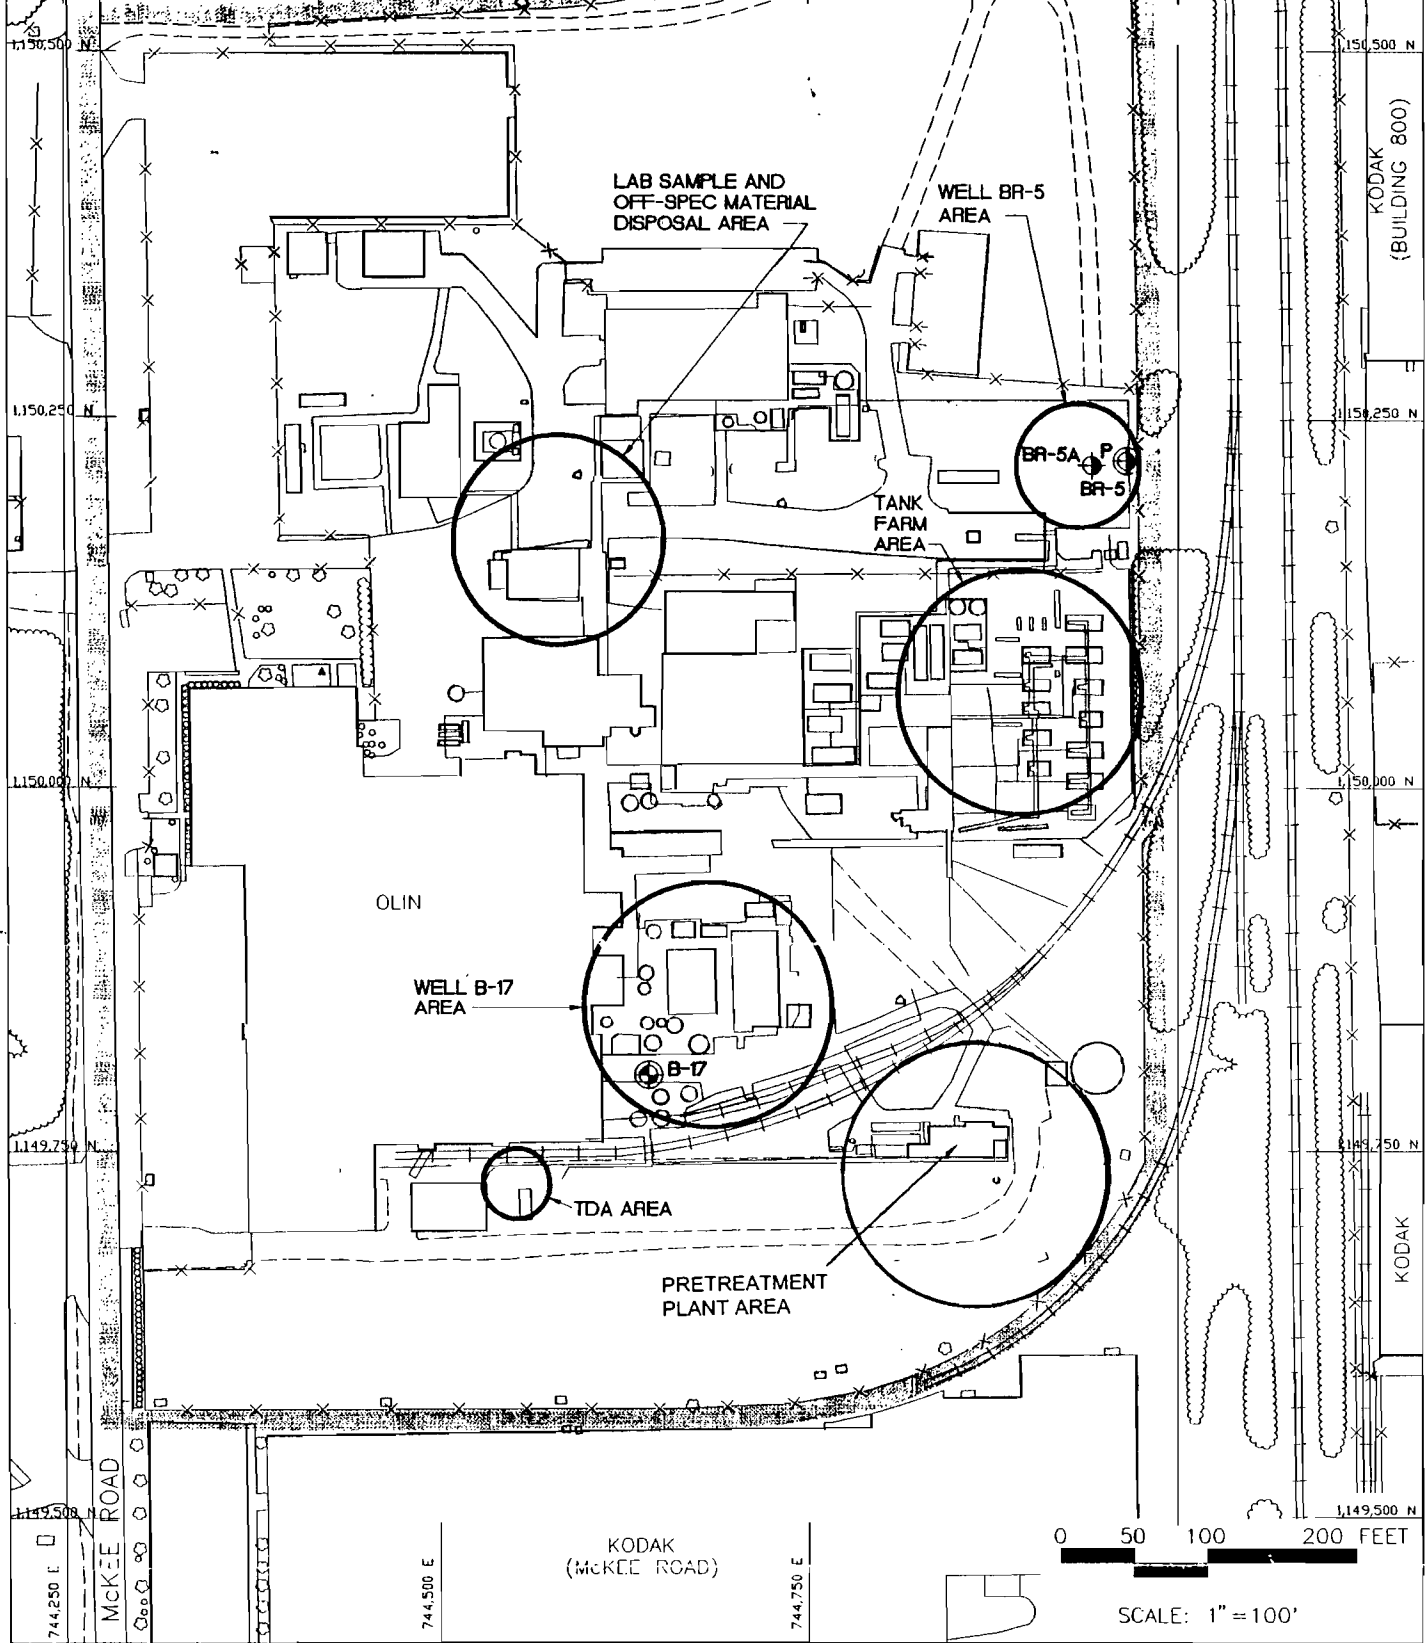 1,150,500 N
1,150,500 N
KODAK
(BUILDING 800)
LAB SAMPLE AND
OFF-SPEC MATERIAL
DISPOSAL AREA
WELL BR-5
AREA
1,150,250 N
1,150,250 N
BR-5A
P
BR-5
TANK
FARM
AREA
1,150,000 N
1,150,000 N
OLIN
WELL B-17
AREA
B-17
1,149,750 N
1,149,750 N
TDA AREA
PRETREATMENT
PLANT AREA
KODAK
McKEE ROAD
1,149,500 N
1,149,500 N
744,250 E
744,500 E
KODAK
(McKEE ROAD)
744,750 E
0 50 100 200 FEET
SCALE: 1"=100'